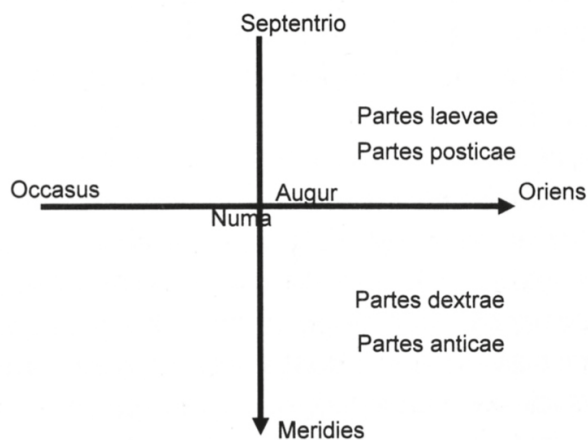 Septentrio
Partes laevae
Partes posticae
Occasus
Augur
Oriens
Numa
Partes dextrae
Partes anticae
Meridies